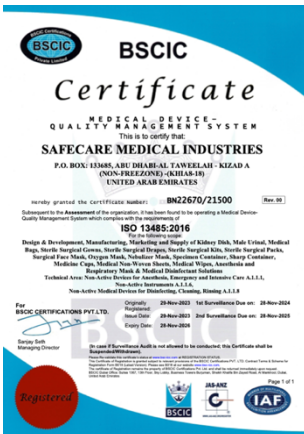 BSCIC Certifications
BSCIC
Private Limited
BSCIC
Certificate
MEDICAL DEVICE-
QUALITY MANAGEMENT SYSTEM
This is to certify that:
SAFECARE MEDICAL INDUSTRIES
P.O. BOX: 133685, ABU DHABI-AL TAWEELAH - KIZAD A
(NON-FREEZONE) -(KHIA8-18)
UNITED ARAB EMIRATES
Hereby granted the Certificate Number: BN22670/21500 Rev. 00
Subsequent to the Assessment of the organization. It has been found to be operating a Medical Device-
Quality Management System which complies with the requirements of
ISO 13485:2016
For the following scope:
Design & Development, Manufacturing, Marketing and Supply of Kidney Dish, Male Urinal, Medical
Bags, Sterile Surgical Gowns, Sterile Surgical Drapes, Sterile Surgical Kits, Sterile Surgical Packs,
Surgical Face Mask, Oxygen Mask, Nebulizer Mask, Specimen Container, Sharp Container,
Medicine Cups, Medical Non-Woven Sheets, Medical Wipes, Anesthesia and
Respiratory Mask & Medical Disinfectant Solutions
Technical Area: Non-Active Devices for Anesthesia, Emergency and Intensive Care A.1.1.1,
Non-Active Instruments A.1.1.6,
Non-Active Medical Devices for Disinfecting, Cleaning, Rinsing A.1.1.8
For
BSCIC CERTIFICATIONS PVT. LTD.
Sanjay Seth
Managing Director
Originally Registered: 29-Nov-2023 1st Surveillance Due on: 28-Nov-2024
Issue Date: 29-Nov-2023 2nd Surveillance Due on: 28-Nov-2025
Expiry Date: 28-Nov-2026
(In case if Surveillance Audit is not allowed to be conducted; this Certificate shall be
Suspended/Withdrawn).
Page 1 of 1
Registered
BSCIC
JAS-ANZ
IAF